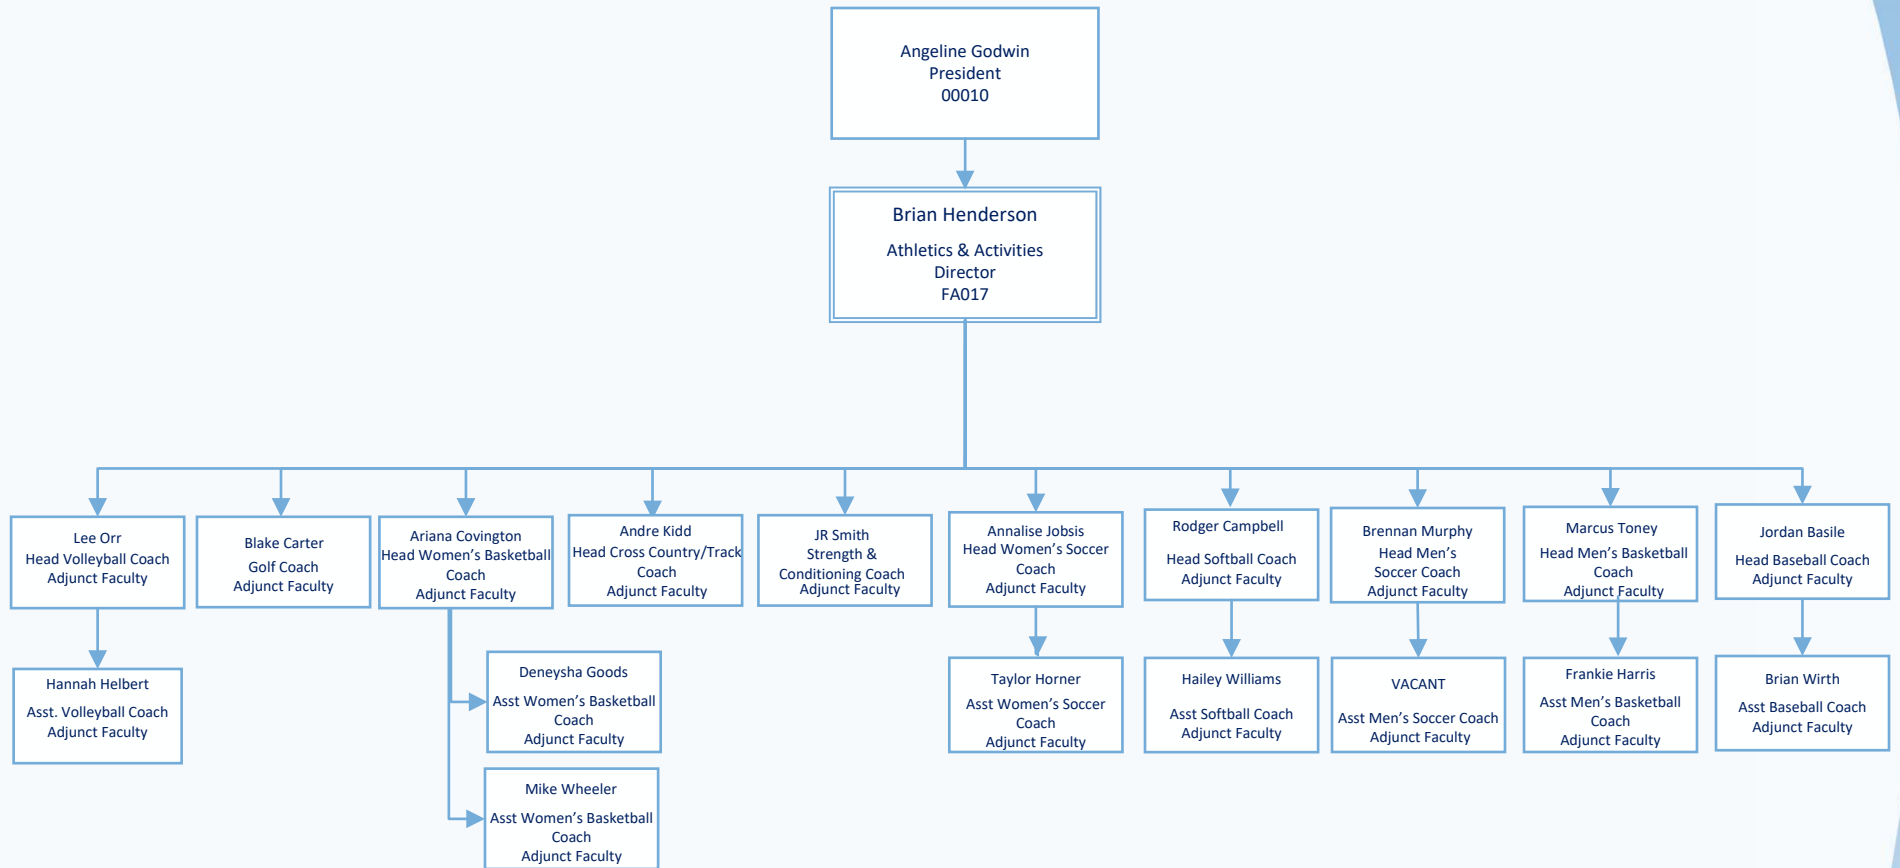 Angeline Godwin
President
00010
Brian Henderson
Athletics & Activities
Director
FA017
Lee Orr
Head Volleyball Coach
Adjunct Faculty
Blake Carter
Golf Coach
Adjunct Faculty
Ariana Covington
Head Women’s Basketball
Coach
Adjunct Faculty
Andre Kidd
Head Cross Country/Track
Coach
Adjunct Faculty
JR Smith
Strength &
Conditioning Coach
Adjunct Faculty
Annalise Jobsis
Head Women’s Soccer
Coach
Adjunct Faculty
Rodger Campbell
Head Softball Coach
Adjunct Faculty
Brennan Murphy
Head Men’s
Soccer Coach
Adjunct Faculty
Marcus Toney
Head Men’s Basketball
Coach
Adjunct Faculty
Jordan Basile
Head Baseball Coach
Adjunct Faculty
Hannah Helbert
Asst. Volleyball Coach
Adjunct Faculty
Deneysha Goods
Asst Women’s Basketball
Coach
Adjunct Faculty
Mike Wheeler
Asst Women’s Basketball
Coach
Adjunct Faculty
Taylor Horner
Asst Women’s Soccer
Coach
Adjunct Faculty
Hailey Williams
Asst Softball Coach
Adjunct Faculty
VACANT
Asst Men’s Soccer Coach
Adjunct Faculty
Frankie Harris
Asst Men’s Basketball
Coach
Adjunct Faculty
Brian Wirth
Asst Baseball Coach
Adjunct Faculty